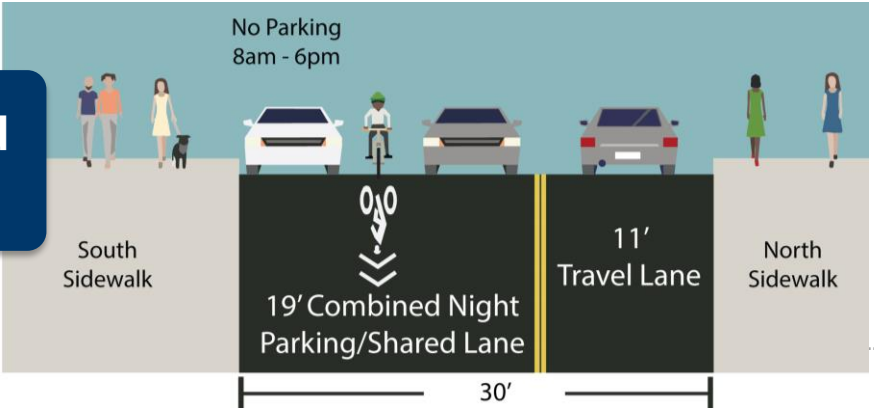 No Parking
8am - 6pm
South
Sidewalk
19' Combined Night
Parking/Shared Lane
11'
Travel Lane
North
Sidewalk
30'